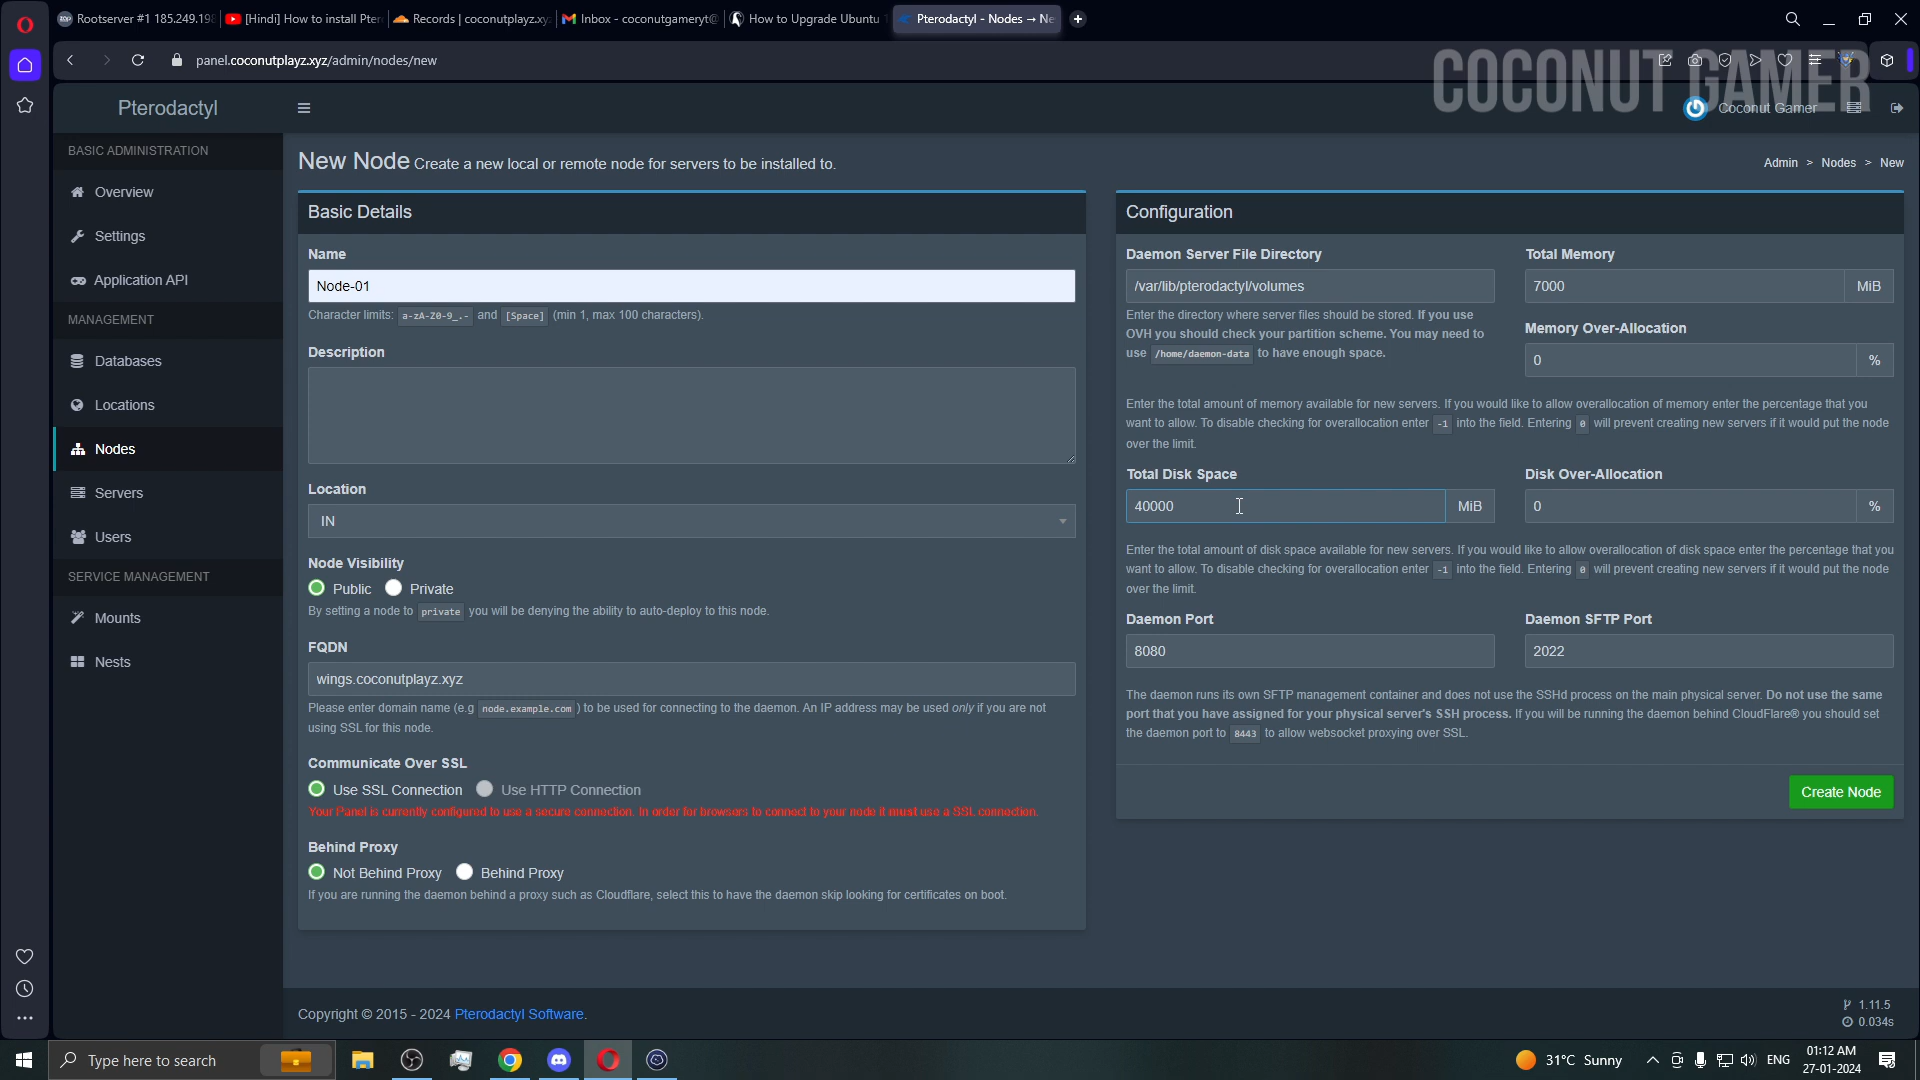 Rootserver #1 185.249.198
[Hindi] How to install Pter
Records | coconutplayz.xy
Inbox - coconutgameryt@
How to Upgrade Ubuntu
Pterodactyl - Nodes → Ne
panel.coconutplayz.xyz/admin/nodes/new
COCONUT GAMER
Pterodactyl
Coconut Gamer
BASIC ADMINISTRATION
Overview
Settings
Application API
MANAGEMENT
Databases
Locations
Nodes
Servers
Users
SERVICE MANAGEMENT
Mounts
Nests
New Node Create a new local or remote node for servers to be installed to.
Admin > Nodes > New
Basic Details
Name
Node-01
Character limits: a-zA-Z0-9_.- and [Space] (min 1, max 100 characters).
Description
Location
IN
Node Visibility
Public Private
By setting a node to private you will be denying the ability to auto-deploy to this node.
FQDN
wings.coconutplayz.xyz
Please enter domain name (e.g node.example.com ) to be used for connecting to the daemon. An IP address may be used only if you are not
using SSL for this node.
Communicate Over SSL
Use SSL Connection Use HTTP Connection
Your Panel is currently configured to use a secure connection. In order for browsers to connect to your node it must use a SSL connection.
Behind Proxy
Not Behind Proxy Behind Proxy
If you are running the daemon behind a proxy such as Cloudflare, select this to have the daemon skip looking for certificates on boot.
Configuration
Daemon Server File Directory
/var/lib/pterodactyl/volumes
Enter the directory where server files should be stored. If you use
OVH you should check your partition scheme. You may need to
use /home/daemon-data to have enough space.
Total Memory
7000 MiB
Memory Over-Allocation
0 %
Enter the total amount of memory available for new servers. If you would like to allow overallocation of memory enter the percentage that you
want to allow. To disable checking for overallocation enter -1 into the field. Entering 0 will prevent creating new servers if it would put the node
over the limit.
Total Disk Space
40000 MiB
Disk Over-Allocation
0 %
Enter the total amount of disk space available for new servers. If you would like to allow overallocation of disk space enter the percentage that you
want to allow. To disable checking for overallocation enter -1 into the field. Entering 0 will prevent creating new servers if it would put the node
over the limit.
Daemon Port
8080
Daemon SFTP Port
2022
The daemon runs its own SFTP management container and does not use the SSHd process on the main physical server. Do not use the same
port that you have assigned for your physical server's SSH process. If you will be running the daemon behind CloudFlare® you should set
the daemon port to 8443 to allow websocket proxying over SSL.
Create Node
Copyright © 2015 - 2024 Pterodactyl Software.
1.11.5
0.034s
Type here to search
31°C Sunny
ENG
01:12 AM
27-01-2024